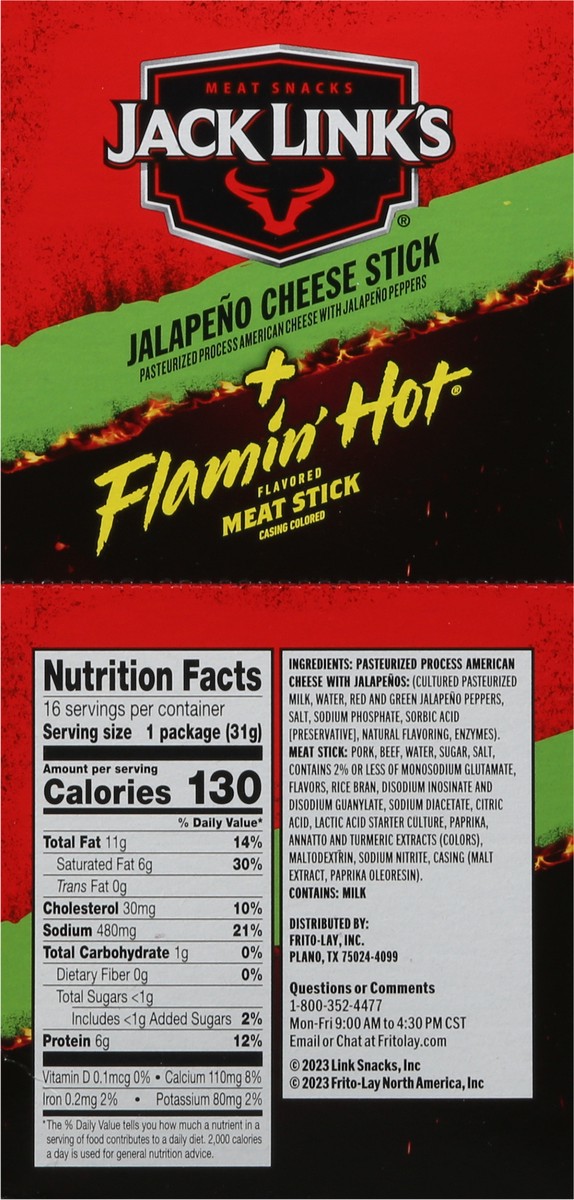 MEAT SNACKS
JACK LINK'S
®
JALAPEÑO CHEESE STICK
PASTEURIZED PROCESS AMERICAN CHEESE WITH JALAPEÑO PEPPERS
+
Flamin' Hot®
FLAVORED
MEAT STICK
CASING COLORED
Nutrition Facts
16 servings per container
Serving size 1 package (31g)
Amount per serving
Calories 130
% Daily Value*
Total Fat 11g 14%
Saturated Fat 6g 30%
Trans Fat 0g
Cholesterol 30mg 10%
Sodium 480mg 21%
Total Carbohydrate 1g 0%
Dietary Fiber 0g 0%
Total Sugars <1g
Includes <1g Added Sugars 2%
Protein 6g 12%
Vitamin D 0.1mcg 0% • Calcium 110mg 8%
Iron 0.2mg 2% • Potassium 80mg 2%
*The % Daily Value tells you how much a nutrient in a
serving of food contributes to a daily diet. 2,000 calories
a day is used for general nutrition advice.
INGREDIENTS: PASTEURIZED PROCESS AMERICAN
CHEESE WITH JALAPEÑOS: (CULTURED PASTEURIZED
MILK, WATER, RED AND GREEN JALAPEÑO PEPPERS,
SALT, SODIUM PHOSPHATE, SORBIC ACID
[PRESERVATIVE], NATURAL FLAVORING, ENZYMES).
MEAT STICK: PORK, BEEF, WATER, SUGAR, SALT,
CONTAINS 2% OR LESS OF MONOSODIUM GLUTAMATE,
FLAVORS, RICE BRAN, DISODIUM INOSINATE AND
DISODIUM GUANYLATE, SODIUM DIACETATE, CITRIC
ACID, LACTIC ACID STARTER CULTURE, PAPRIKA,
ANNATTO AND TURMERIC EXTRACTS (COLORS),
MALTODEXTRIN, SODIUM NITRITE, CASING (MALT
EXTRACT, PAPRIKA OLEORESIN).
CONTAINS: MILK
DISTRIBUTED BY:
FRITO-LAY, INC.
PLANO, TX 75024-4099
Questions or Comments
1-800-352-4477
Mon-Fri 9:00 AM to 4:30 PM CST
Email or Chat at Fritolay.com
© 2023 Link Snacks, Inc
© 2023 Frito-Lay North America, Inc